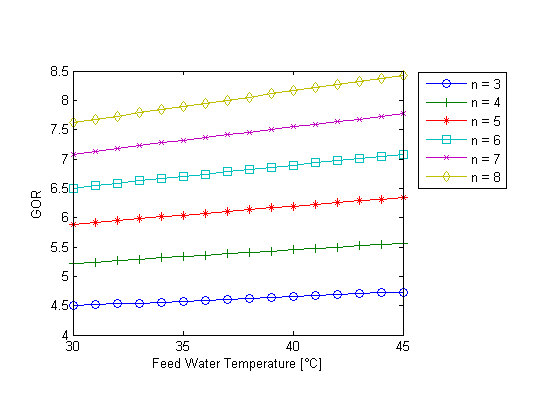 8.5
8
7.5
7
6.5
6
5.5
5
4.5
4
GOR
30
35
40
45
Feed Water Temperature [°C]
n = 3
n = 4
n = 5
n = 6
n = 7
n = 8